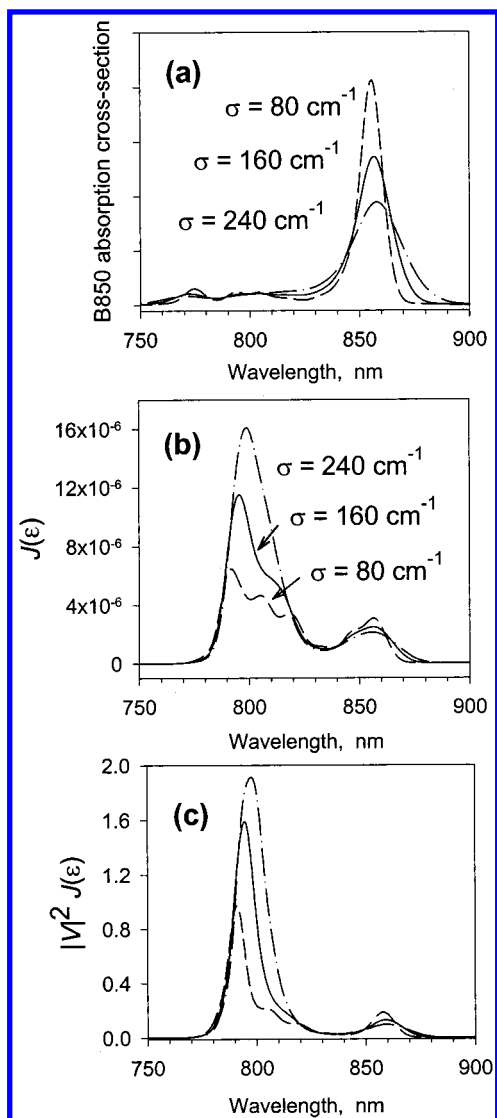 (a)
B850 absorption cross-section
σ = 80 cm⁻¹
σ = 160 cm⁻¹
σ = 240 cm⁻¹
750 800 850 900
Wavelength, nm
(b)
J(ε)
16x10⁻⁶
12x10⁻⁶
8x10⁻⁶
4x10⁻⁶
0
σ = 240 cm⁻¹
σ = 160 cm⁻¹
σ = 80 cm⁻¹
750 800 850 900
Wavelength, nm
(c)
|V|² J(ε)
2.0
1.6
1.2
0.8
0.4
0.0
750 800 850 900
Wavelength, nm